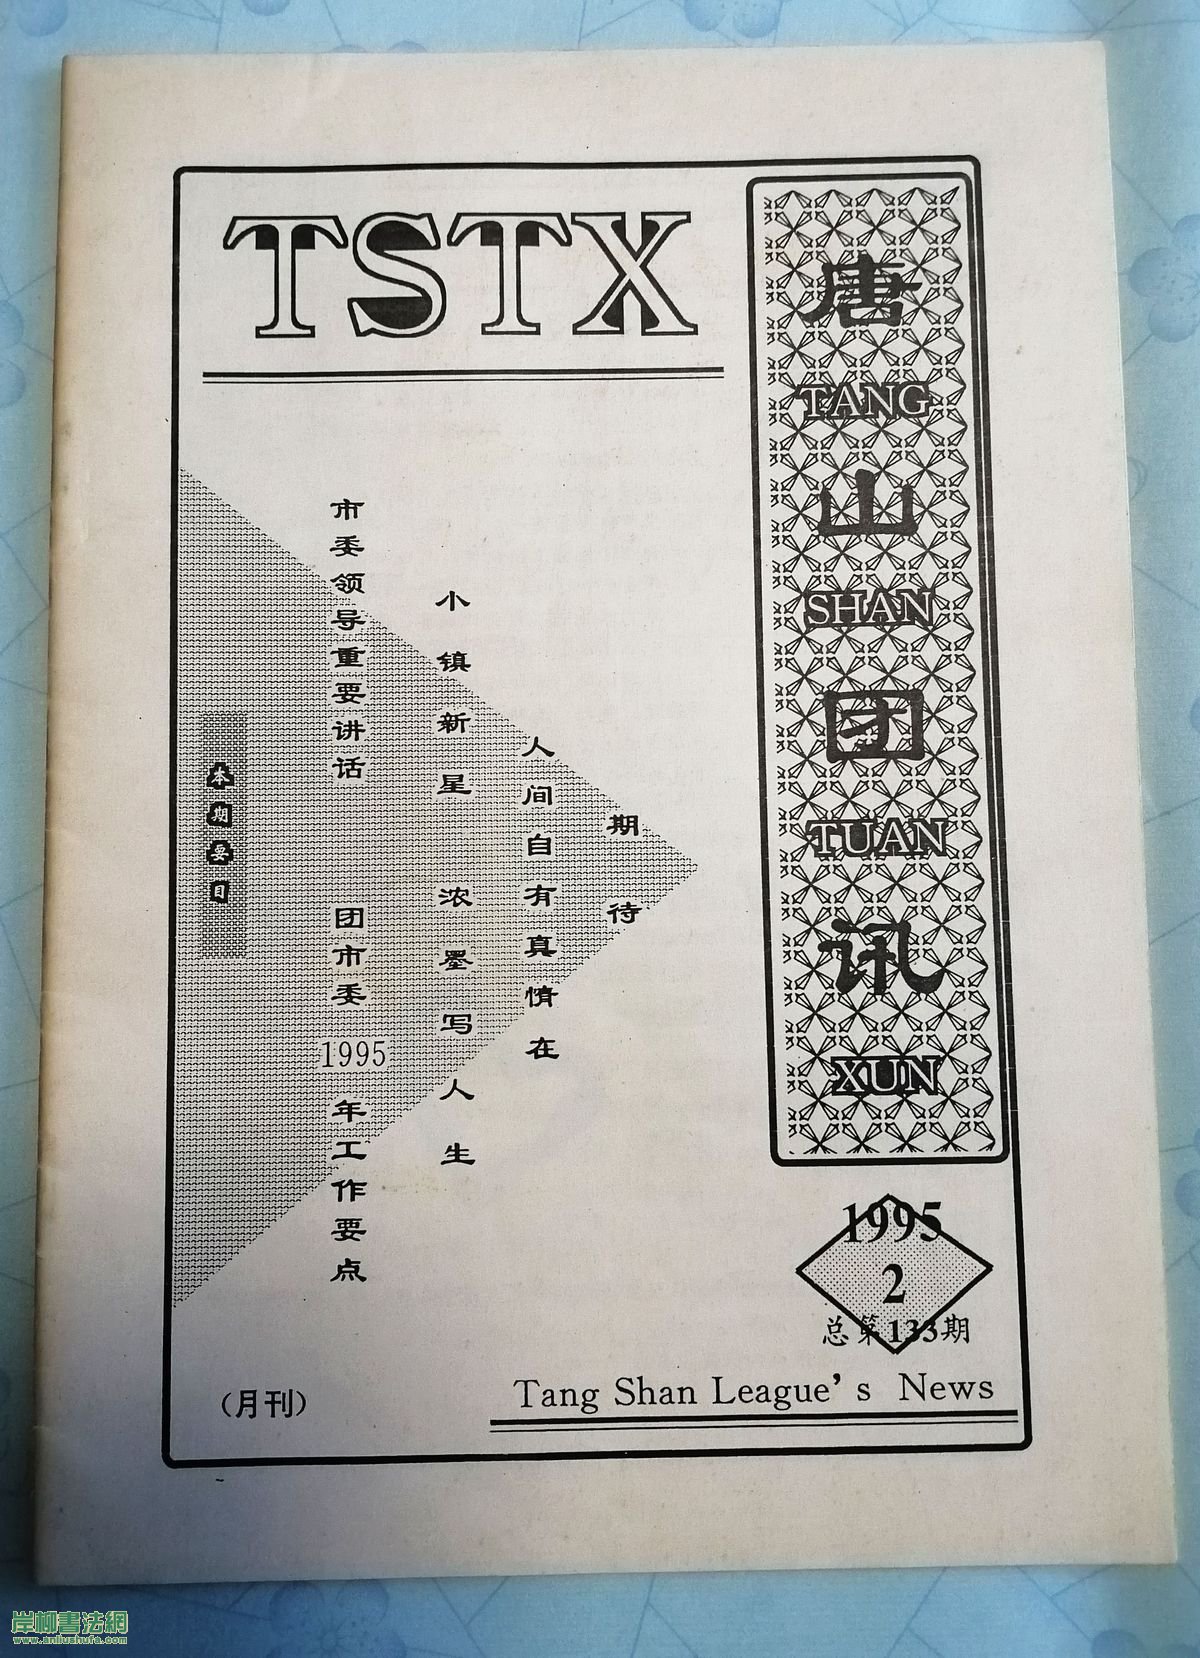 TSTX
唐
TANG
山
SHAN
团
TUAN
讯
XUN
本期要目
市委领导重要讲话 团市委1995年工作要点
小镇新星 浓墨写人生
人间自有真情在
期待
1995
2
总第133期
(月刊)
Tang Shan League's News
岸柳書法網
www.anliushufa.com